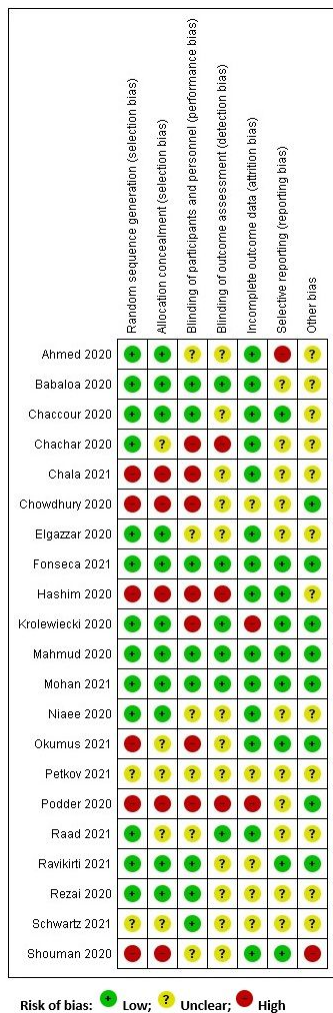 Random sequence generation (selection bias)
Allocation concealment (selection bias)
Blinding of participants and personnel (performance bias)
Blinding of outcome assessment (detection bias)
Incomplete outcome data (attrition bias)
Selective reporting (reporting bias)
Other bias
Ahmed 2020 + + ? ? + - ?
Babaloa 2020 + + + + + ? ?
Chaccour 2020 + + + ? + + ?
Chachar 2020 + ? - - + ? ?
Chala 2021 - - - ? + ? ?
Chowdhury 2020 - - - ? ? ? +
Elgazzar 2020 + + ? ? + ? ?
Fonseca 2021 + + + + + + +
Hashim 2020 - - - - + + ?
Krolewiecki 2020 + + - + - + +
Mahmud 2020 + + + + + + +
Mohan 2021 + + + + + + +
Niaee 2020 + + ? ? + ? ?
Okumus 2021 - ? - ? + + +
Petkov 2021 ? ? ? ? ? ? ?
Podder 2020 - - - - - ? +
Raad 2021 + ? ? + + ? ?
Ravikirti 2021 + + + ? ? + +
Rezai 2020 + + + ? ? ? ?
Schwartz 2021 ? ? + ? ? ? ?
Shouman 2020 - - ? ? + + -
Risk of bias: + Low; ? Unclear; - High